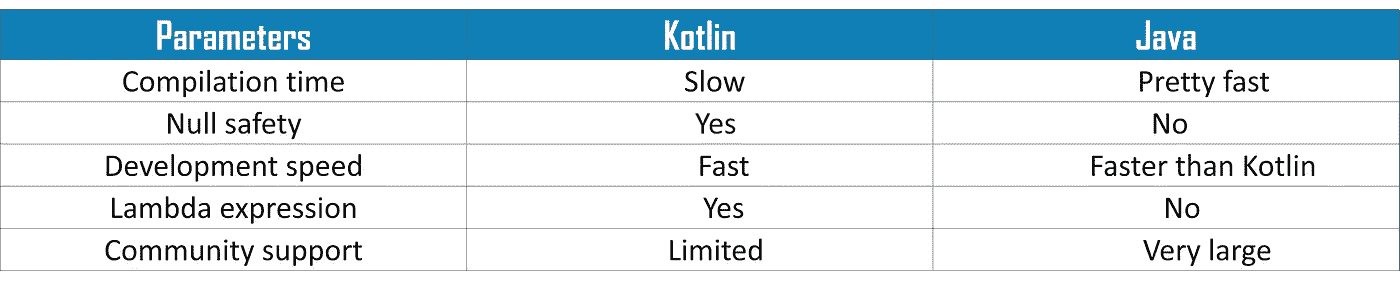 Parameters Kotlin Java
Compilation time Slow Pretty fast
Null safety Yes No
Development speed Fast Faster than Kotlin
Lambda expression Yes No
Community support Limited Very large